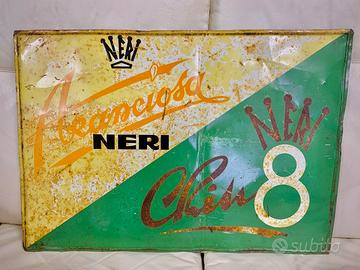 NERI
Aranciosa
NERI
NERI
Chin 8
subito